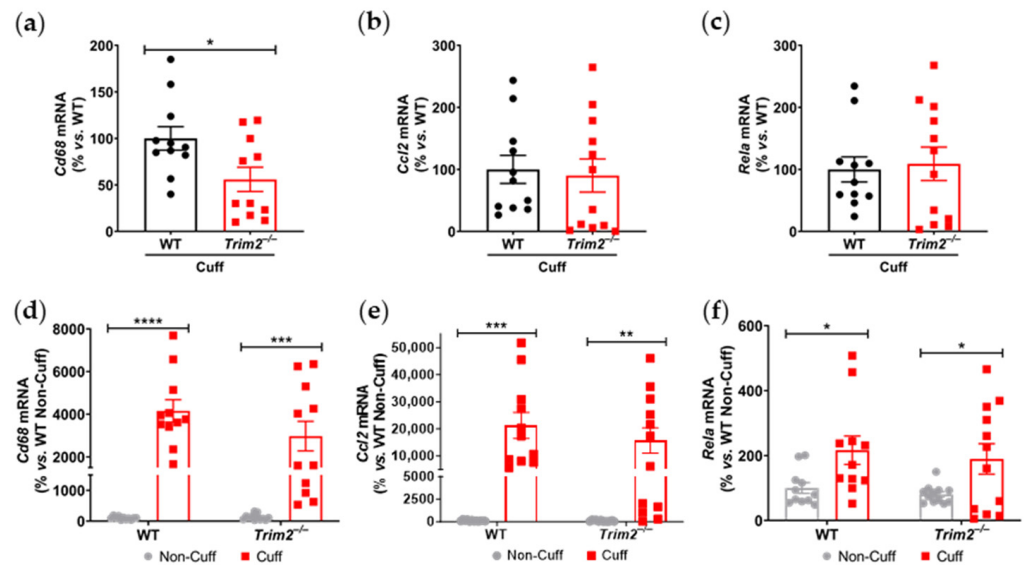 (a)
Cd68 mRNA
(% vs. WT)
200
150
100
50
0
*
WT
Trim2⁻/⁻
Cuff
(b)
Ccl2 mRNA
(% vs. WT)
300
200
100
0
WT
Trim2⁻/⁻
Cuff
(c)
Rela mRNA
(% vs. WT)
300
200
100
0
WT
Trim2⁻/⁻
Cuff
(d)
Cd68 mRNA
(% vs. WT Non-Cuff)
8000
6000
4000
2000
1000
0
****
***
WT
Trim2⁻/⁻
Non-Cuff
Cuff
(e)
Ccl2 mRNA
(% vs. WT Non-Cuff)
50,000
40,000
30,000
20,000
10,000
5000
2500
0
***
**
WT
Trim2⁻/⁻
Non-Cuff
Cuff
(f)
Rela mRNA
(% vs. WT Non-Cuff)
600
400
200
0
*
*
WT
Trim2⁻/⁻
Non-Cuff
Cuff